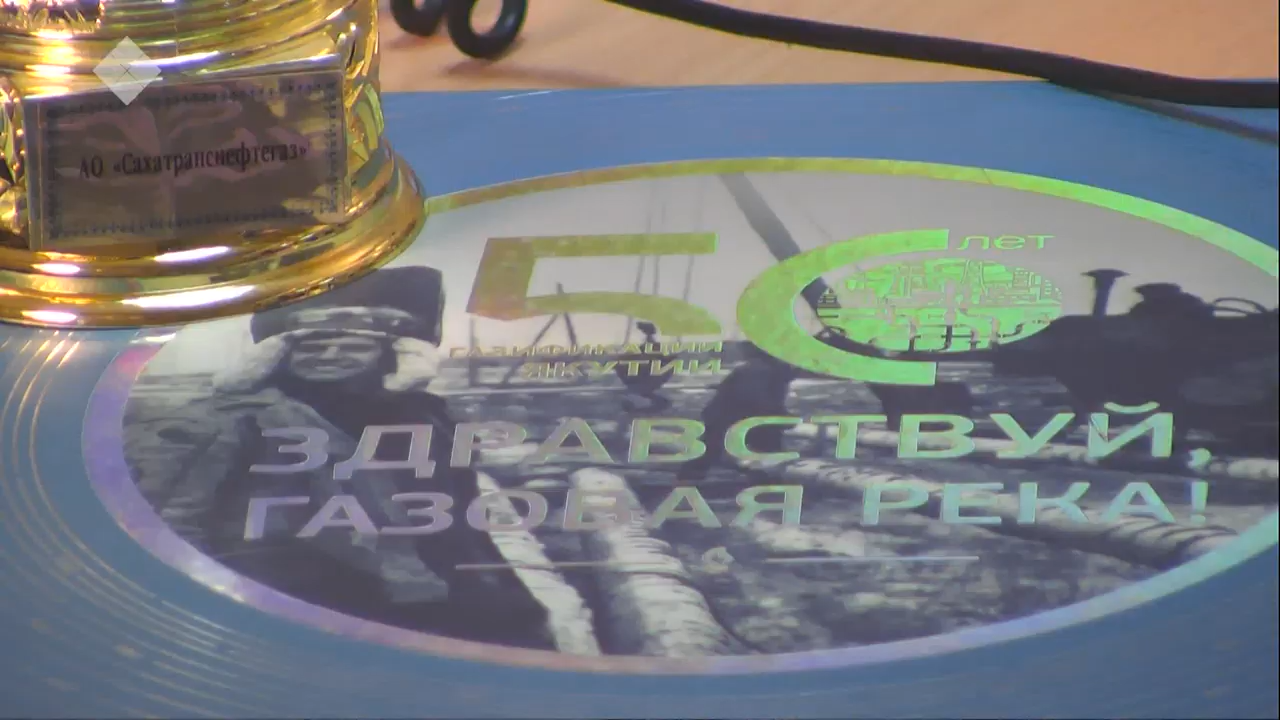 АО «Сахатранснефтегаз»
50 лет
ГАЗИФИКАЦИИ
ЯКУТИИ
ЗДРАВСТВУЙ,
ГАЗОВАЯ РЕКА!